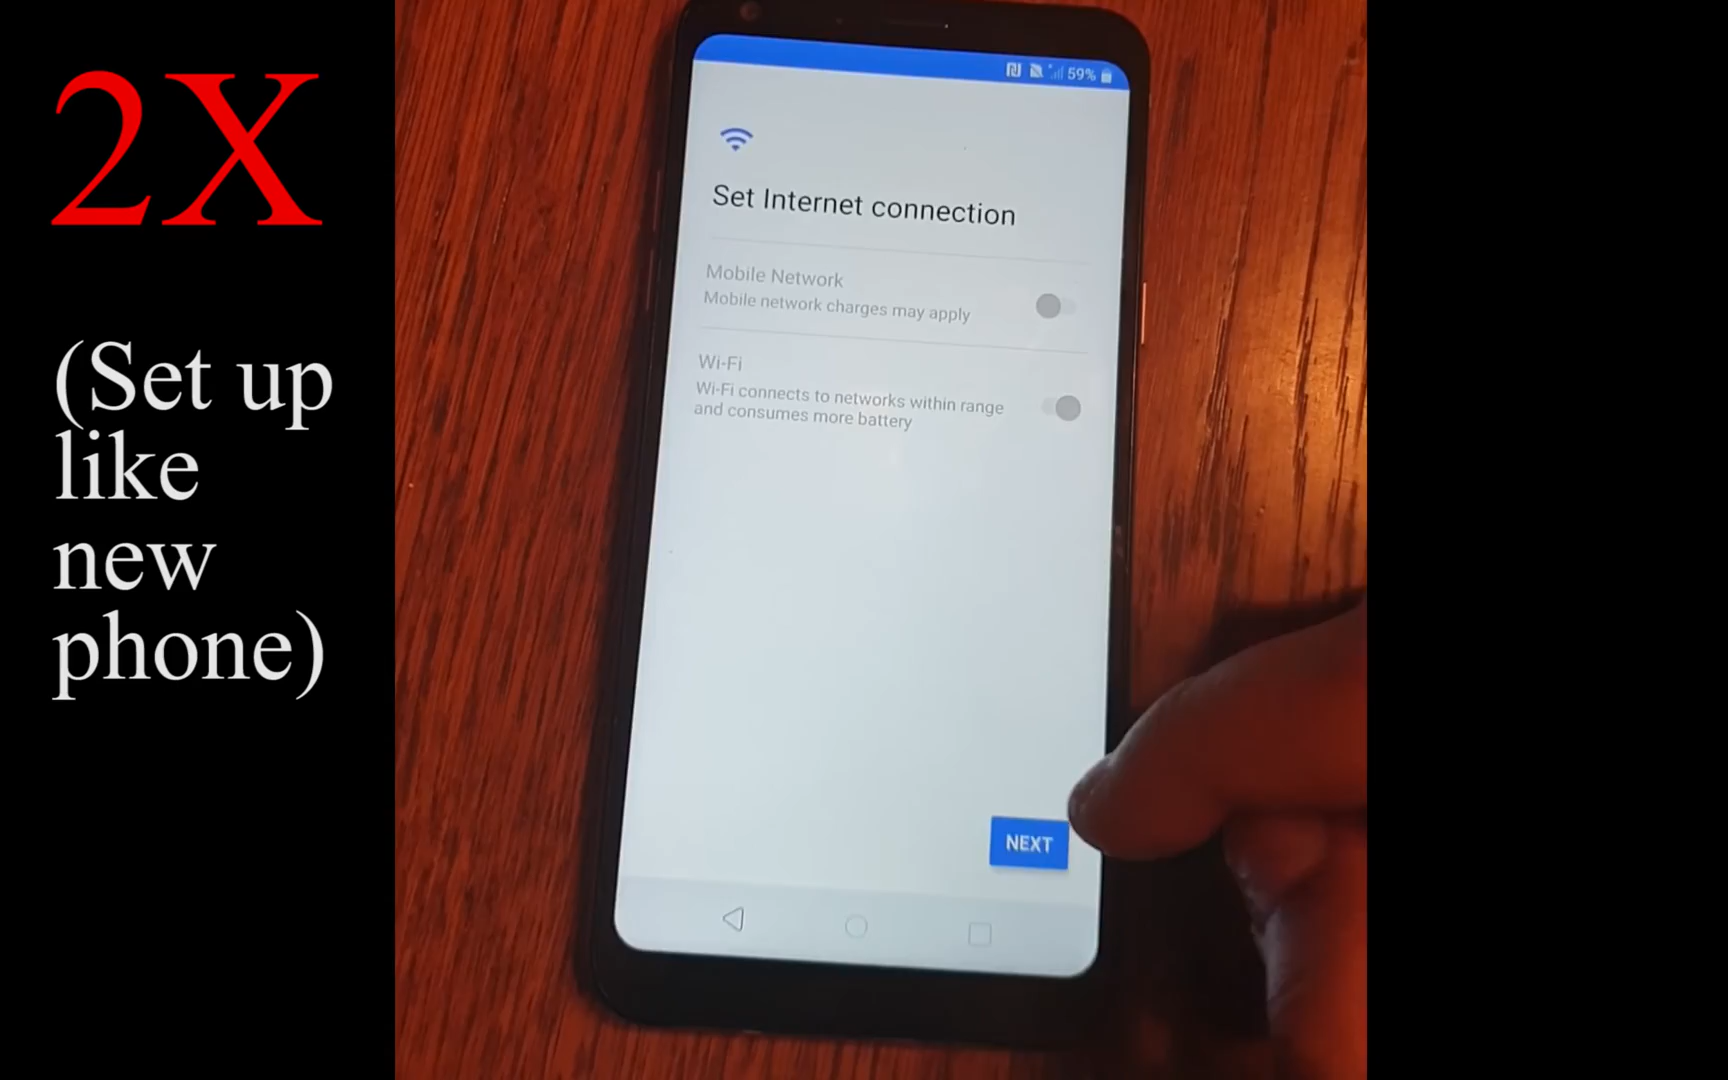 2X
(Set up
like
new
phone)
59%
Set Internet connection
Mobile Network
Mobile network charges may apply
Wi-Fi
Wi-Fi connects to networks within range
and consumes more battery
NEXT